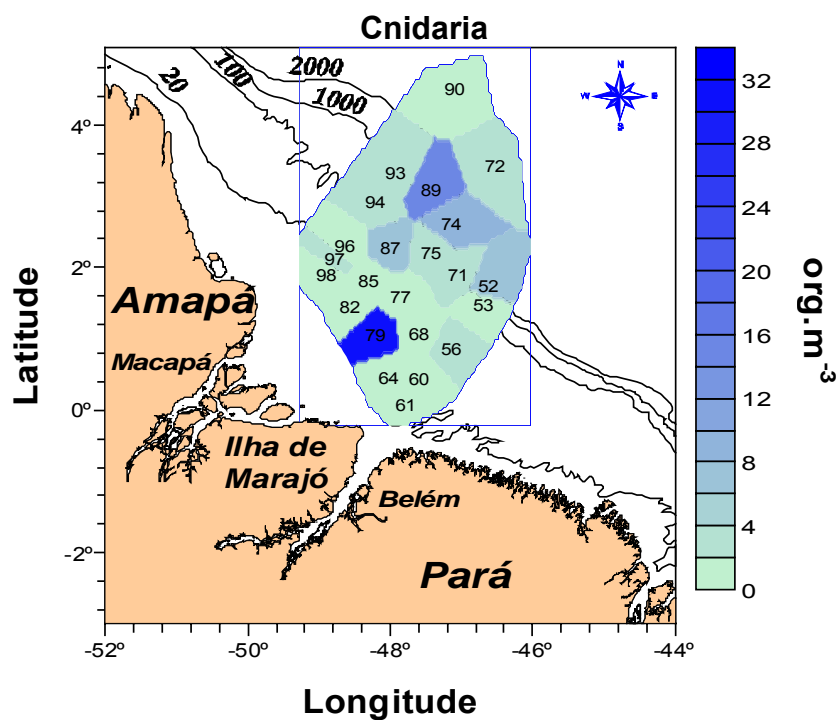 Cnidaria
20
100
2000
1000
N
W
E
S
90
93
72
89
94
74
96
87
75
97
98
85
71
52
77
53
82
79
68
56
64
60
61
Amapá
Macapá
Ilha de
Marajó
Belém
Pará
4º
2º
0º
-2º
Latitude
-52º
-50º
-48º
-46º
-44º
Longitude
32
28
24
20
16
12
8
4
0
org.m-3